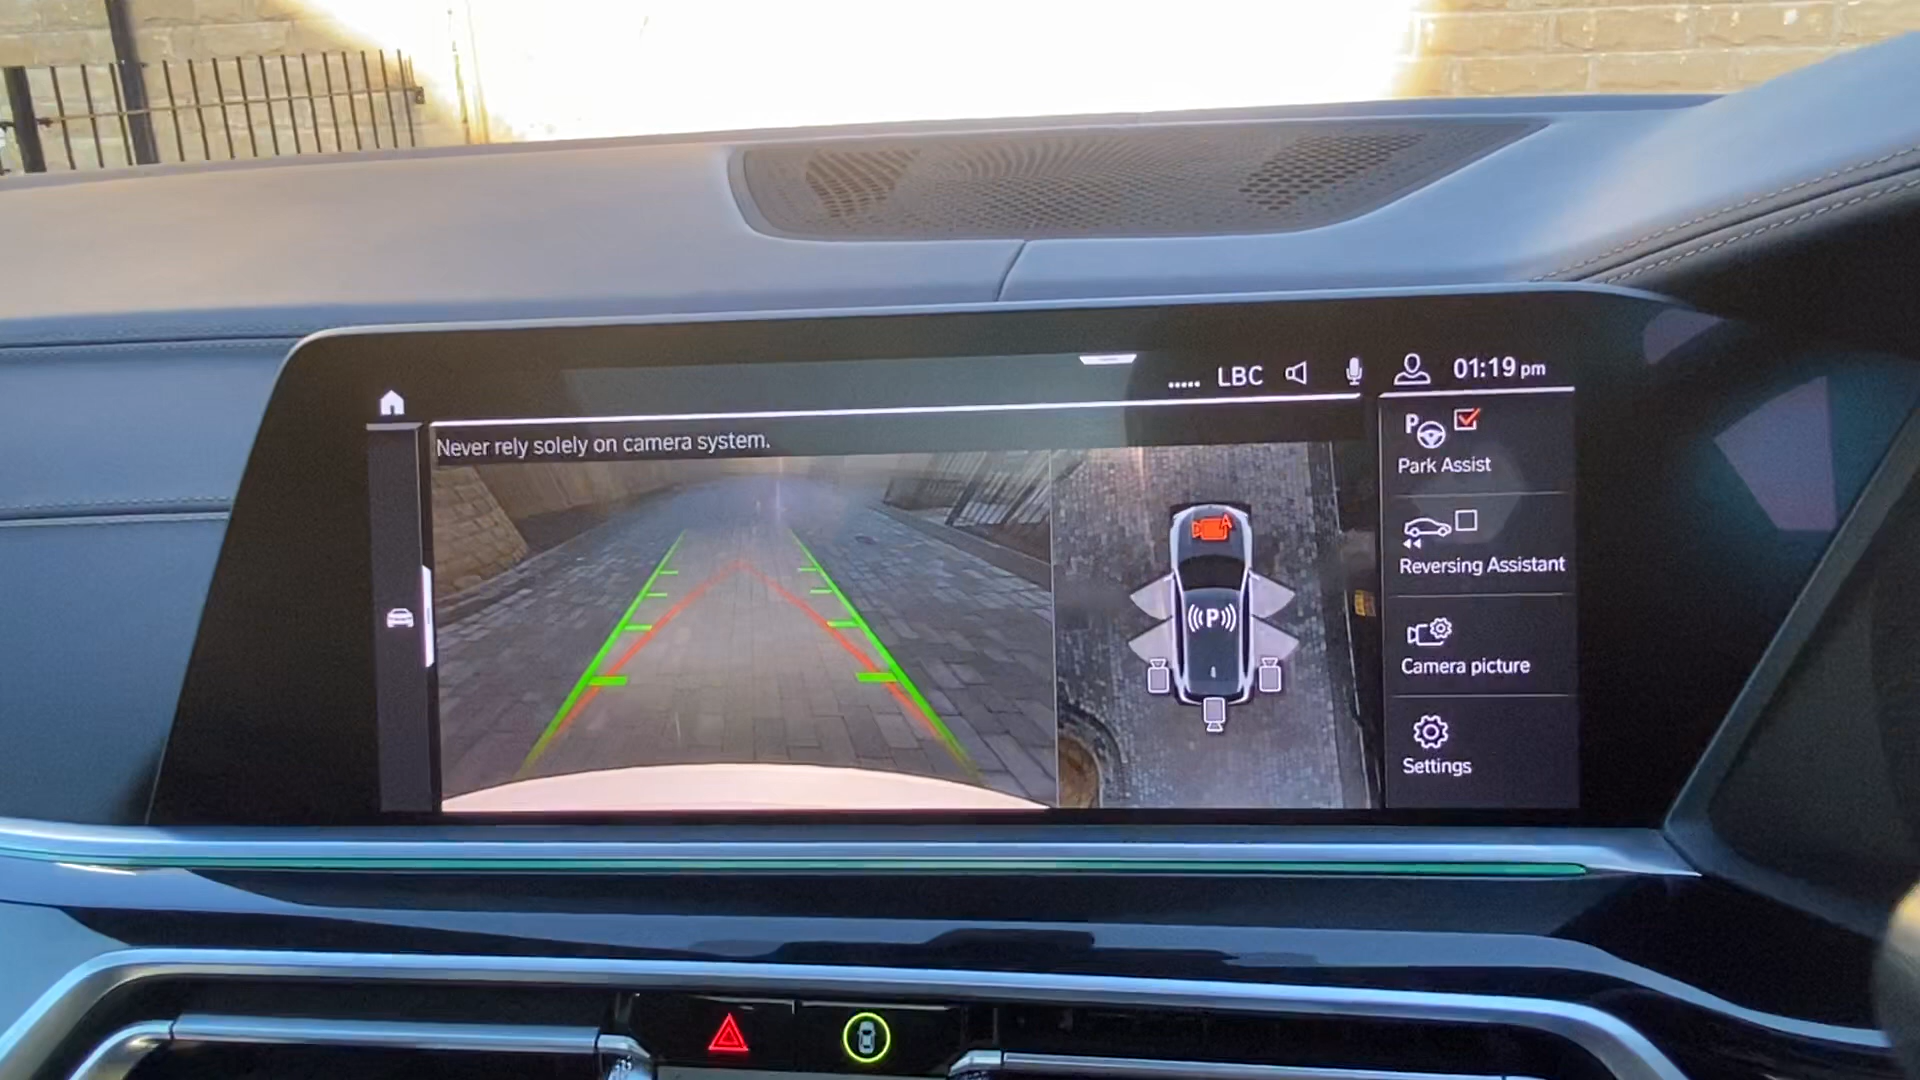 LBC
01:19 pm
Never rely solely on camera system.
P
Park Assist
A
Reversing Assistant
((P))
Camera picture
Settings